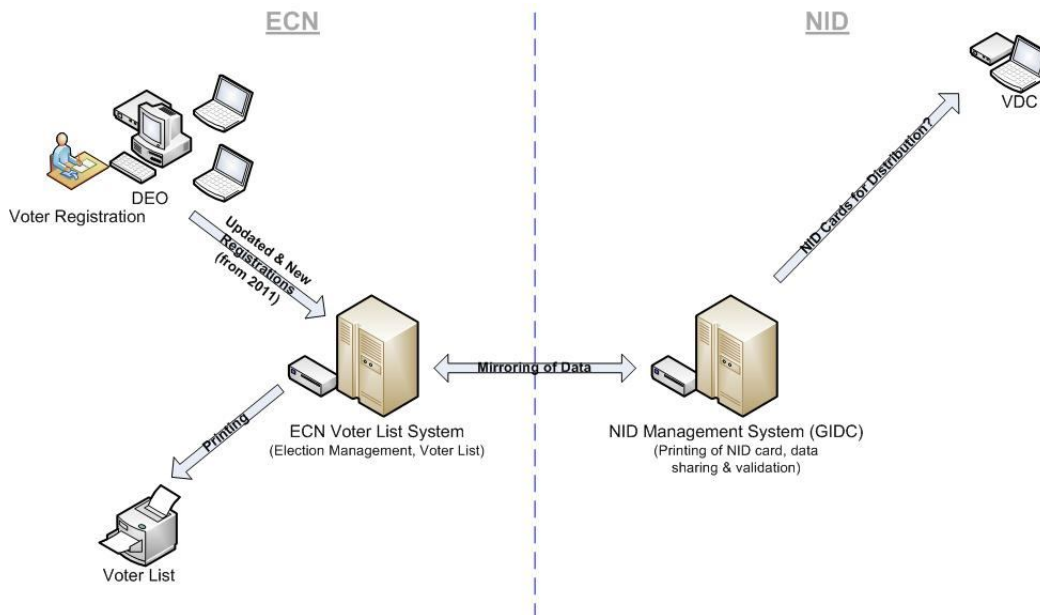 ECN
NID
VDC
DEO
Voter Registration
Updated & New
Registrations
(from 2011)
NID Cards for Distribution?
Mirroring of Data
Printing
ECN Voter List System
(Election Management, Voter List)
NID Management System (GIDC)
(Printing of NID card, data
sharing & validation)
Voter List